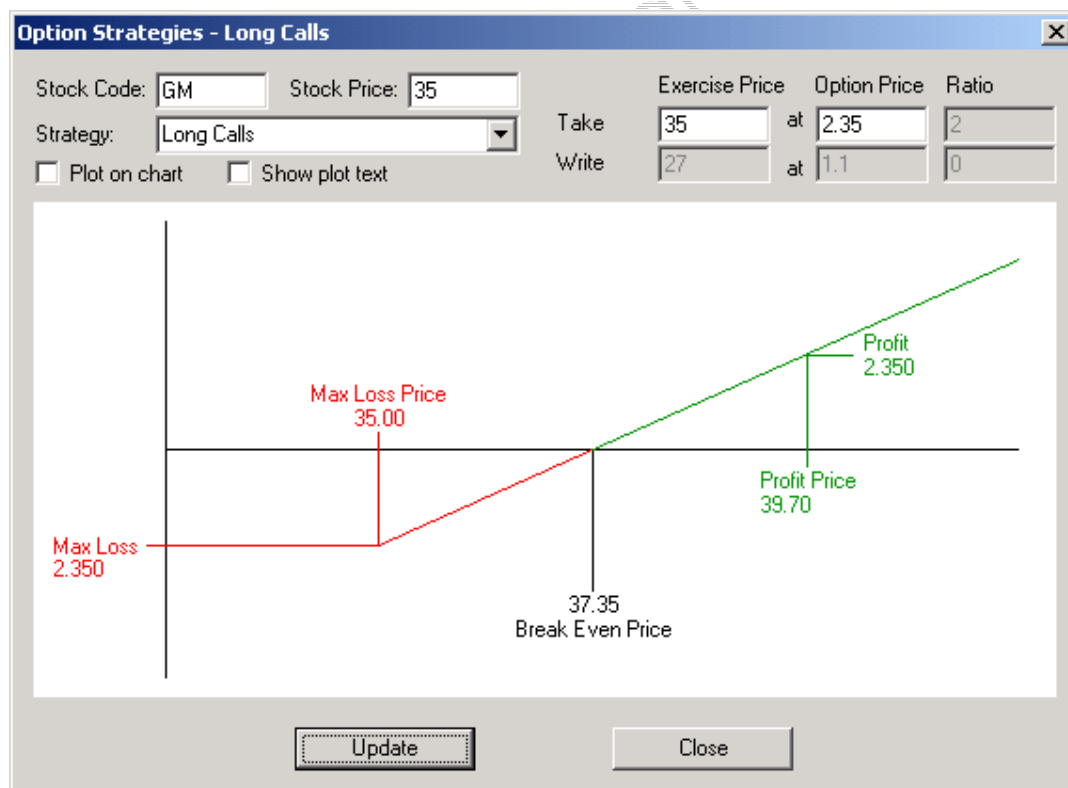 Option Strategies - Long Calls
Stock Code: GM Stock Price: 35
Exercise Price Option Price Ratio
Take 35 at 2.35 2
Strategy: Long Calls
Write 27 at 1.1 0
Plot on chart Show plot text
Profit
2.350
Max Loss Price
35.00
Profit Price
39.70
Max Loss
2.350
37.35
Break Even Price
Update Close